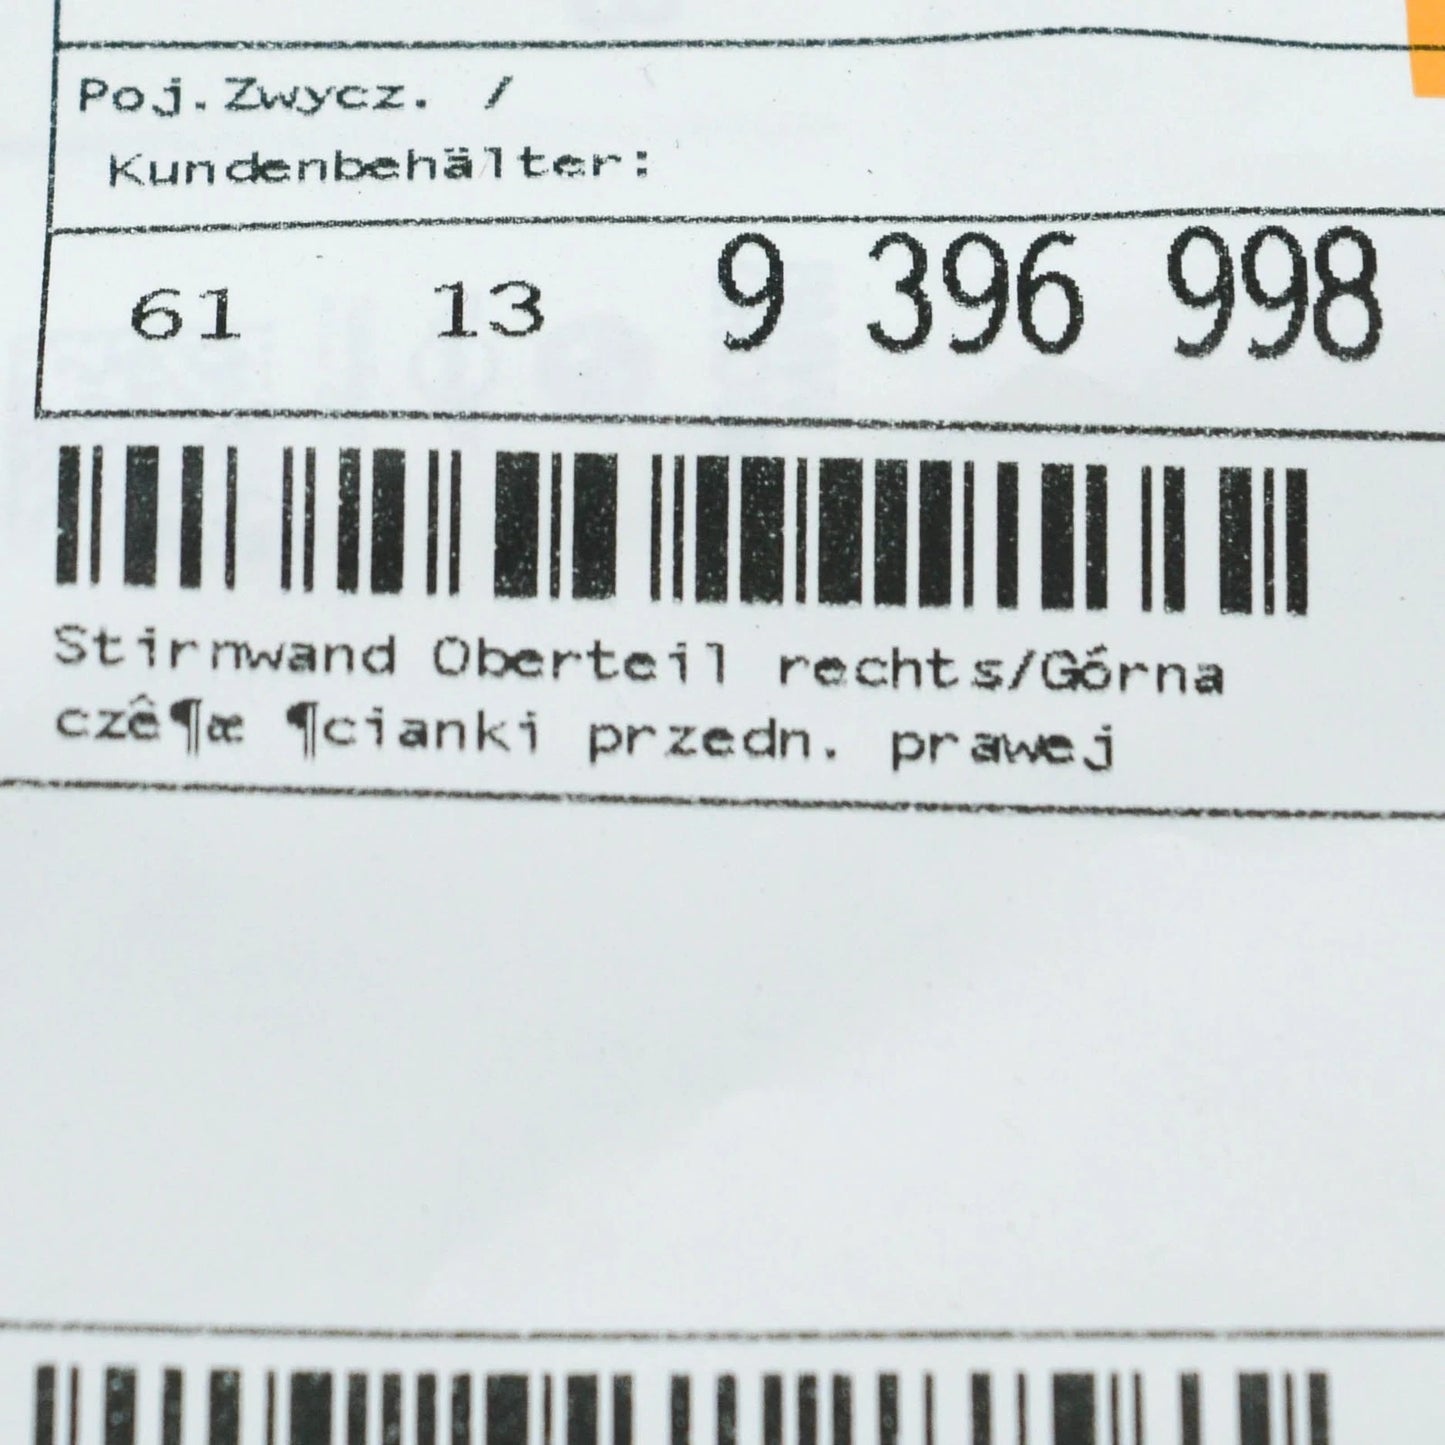 Poj.Zwycz. /
Kundenbehälter:
61 13 9 396 998
Stirnwand Oberteil rechts/Górna
czê¶æ ¶cianki przedn. prawej